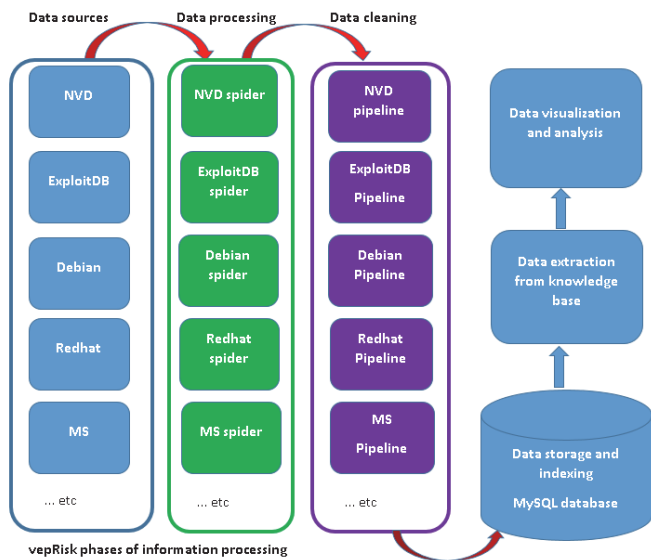 Data sources
Data processing
Data cleaning
NVD
ExploitDB
Debian
Redhat
MS
... etc
NVD spider
ExploitDB
spider
Debian
spider
Redhat
spider
MS spider
... etc
NVD
pipeline
ExploitDB
Pipeline
Debian
Pipeline
Redhat
Pipeline
MS
Pipeline
... etc
Data visualization
and analysis
Data extraction
from knowledge
base
Data storage and
indexing
MySQL database
vepRisk phases of information processing